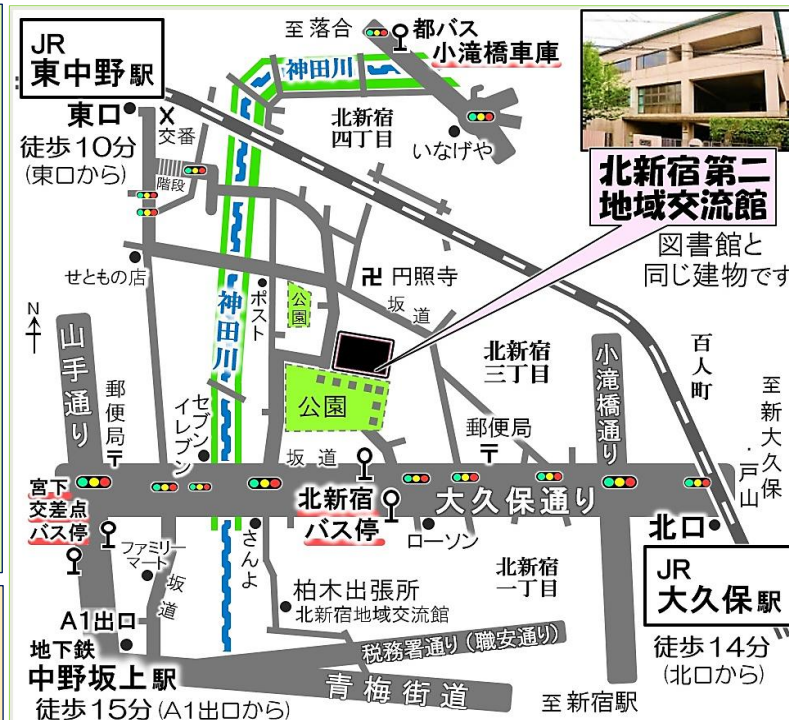 JR
東中野駅
東口
徒歩10分
(東口から)
X
交番
階段
せともの店
至落合
都バス
小滝橋車庫
神田川
北新宿
四丁目
いなげや
北新宿第二
地域交流館
図書館と
同じ建物です
卍 円照寺
坂道
ポスト
公園
神田川
N
山手通り
郵便局
〒
セブン
イレブン
公園
坂道
北新宿
三丁目
郵便局
〒
小滝橋通り
百人町
至新大久保
・戸山
宮下
交差点
バス停
北新宿
バス停
大久保通り
北口
ファミリー
マート
坂道
さんよ
ローソン
北新宿
一丁目
JR
大久保駅
徒歩14分
(北口から)
柏木出張所
北新宿地域交流館
A1出口
地下鉄
中野坂上駅
徒歩15分(A1出口から)
税務署通り(職安通り)
青梅街道
至新宿駅